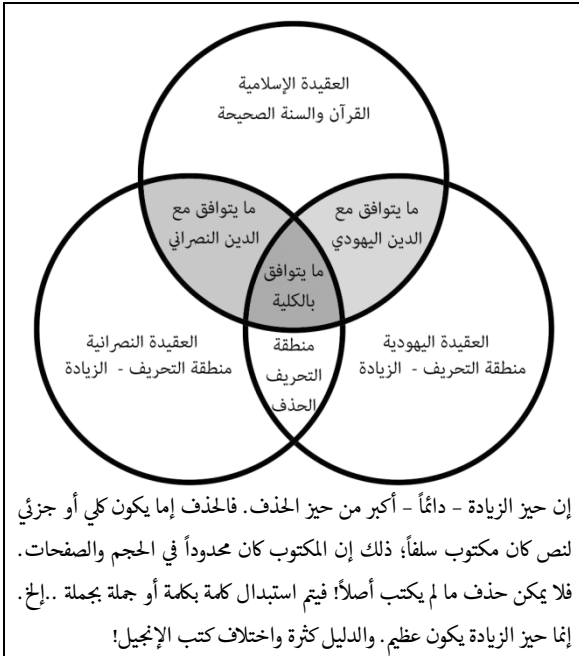 العقيدة الإسلامية
القرآن والسنة الصحيحة
ما يتوافق مع
الدين النصراني
ما يتوافق مع
الدين اليهودي
ما يتوافق
بالكلية
العقيدة النصرانية
منطقة التحريف - الزيادة
منطقة
التحريف
الحذف
العقيدة اليهودية
منطقة التحريف - الزيادة
إن حيز الزيادة – دائماً – أكبر من حيز الحذف. فالحذف إما يكون كلي أو جزئي
لنص كان مكتوب سلفاً؛ ذلك إن المكتوب كان محدوداً في الحجم والصفحات.
فلا يمكن حذف ما لم يكتب أصلاً! فيتم استبدال كلمة بكلمة أو جملة بجملة ..إلخ.
إنما حيز الزيادة يكون عظيم. والدليل كثرة واختلاف كتب الإنجيل!